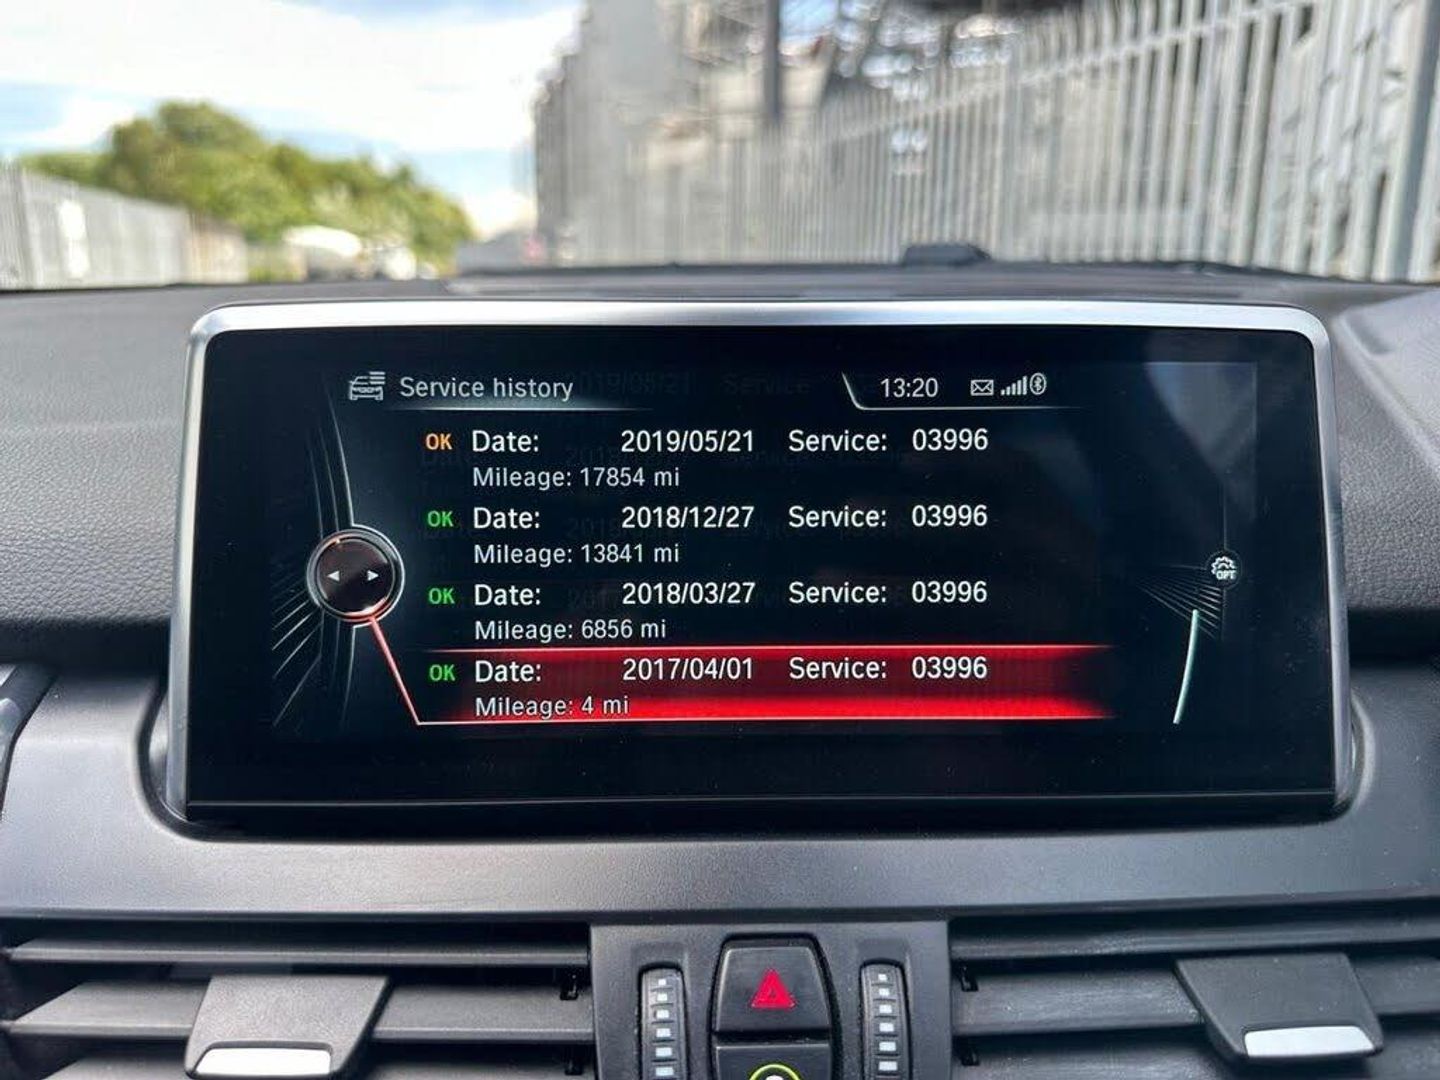 Service history 13:20
OK Date: 2019/05/21 Service: 03996
Mileage: 17854 mi
OK Date: 2018/12/27 Service: 03996
Mileage: 13841 mi
OK Date: 2018/03/27 Service: 03996
Mileage: 6856 mi
OK Date: 2017/04/01 Service: 03996
Mileage: 4 mi
OPT